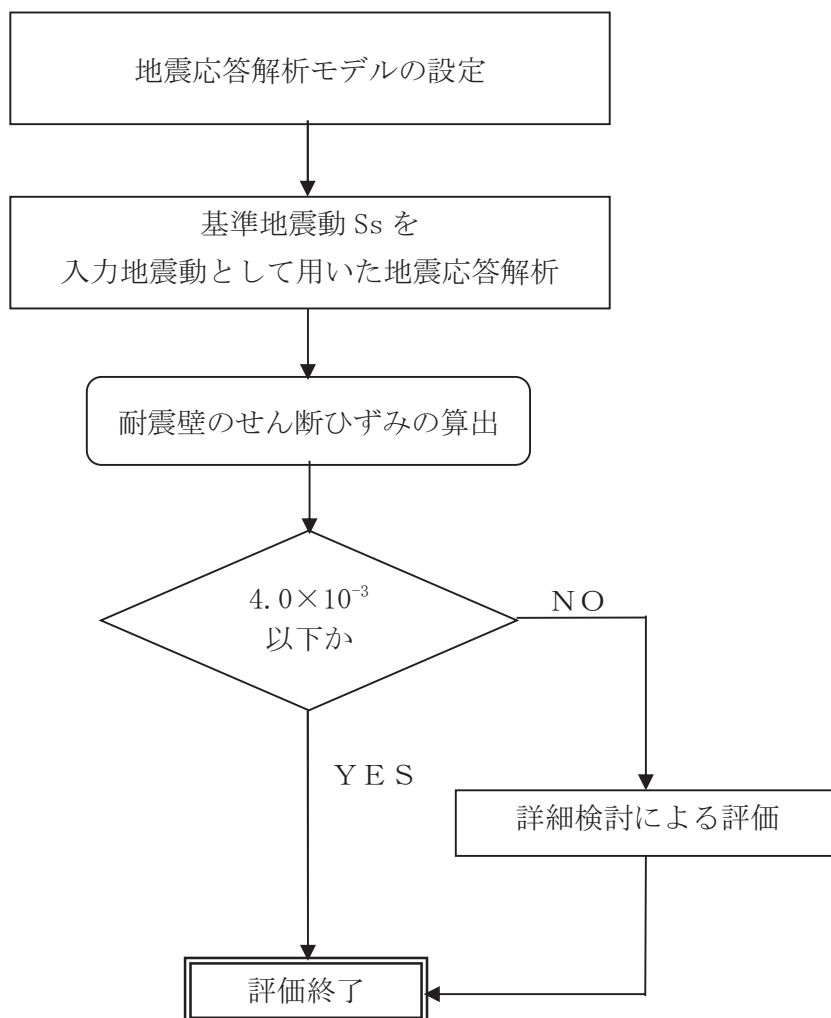 地震応答解析モデルの設定
基準地震動 Ss を
入力地震動として用いた地震応答解析
耐震壁のせん断ひずみの算出
4.0×10⁻³
以下か
NO
YES
詳細検討による評価
評価終了